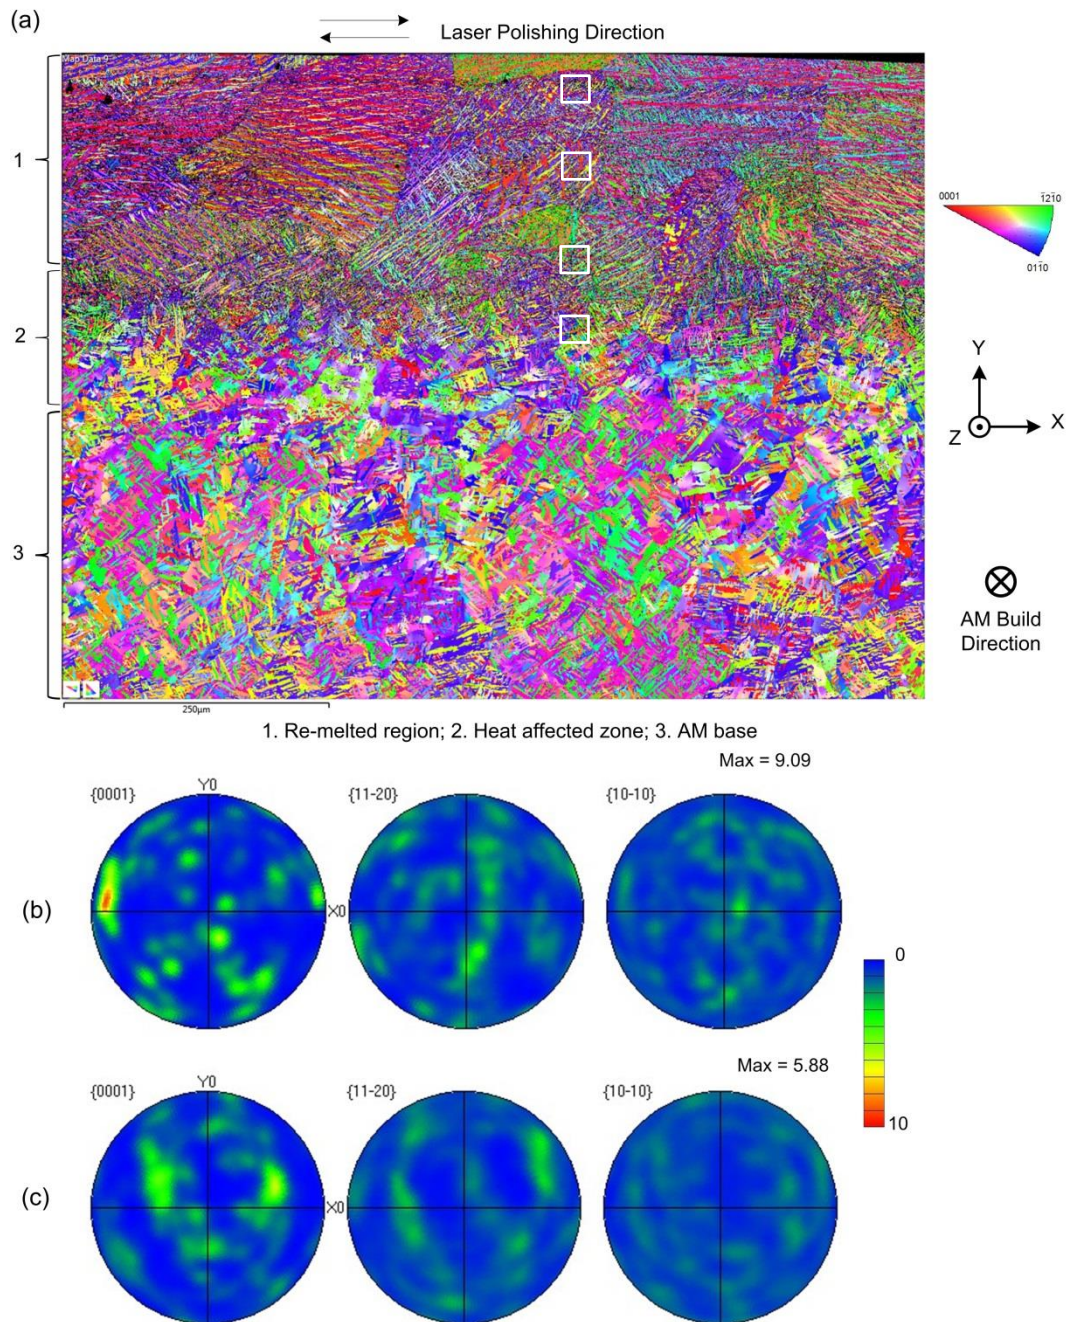 (a)
Laser Polishing Direction
Map Data 9
1
2
3
0001
1̅21̅0
011̅0
Y
Z
X
AM Build
Direction
250µm
1. Re-melted region; 2. Heat affected zone; 3. AM base
Max = 9.09
{0001}
Y0
{11-20}
{10-10}
(b)
X0
0
10
Max = 5.88
{0001}
Y0
{11-20}
{10-10}
(c)
X0